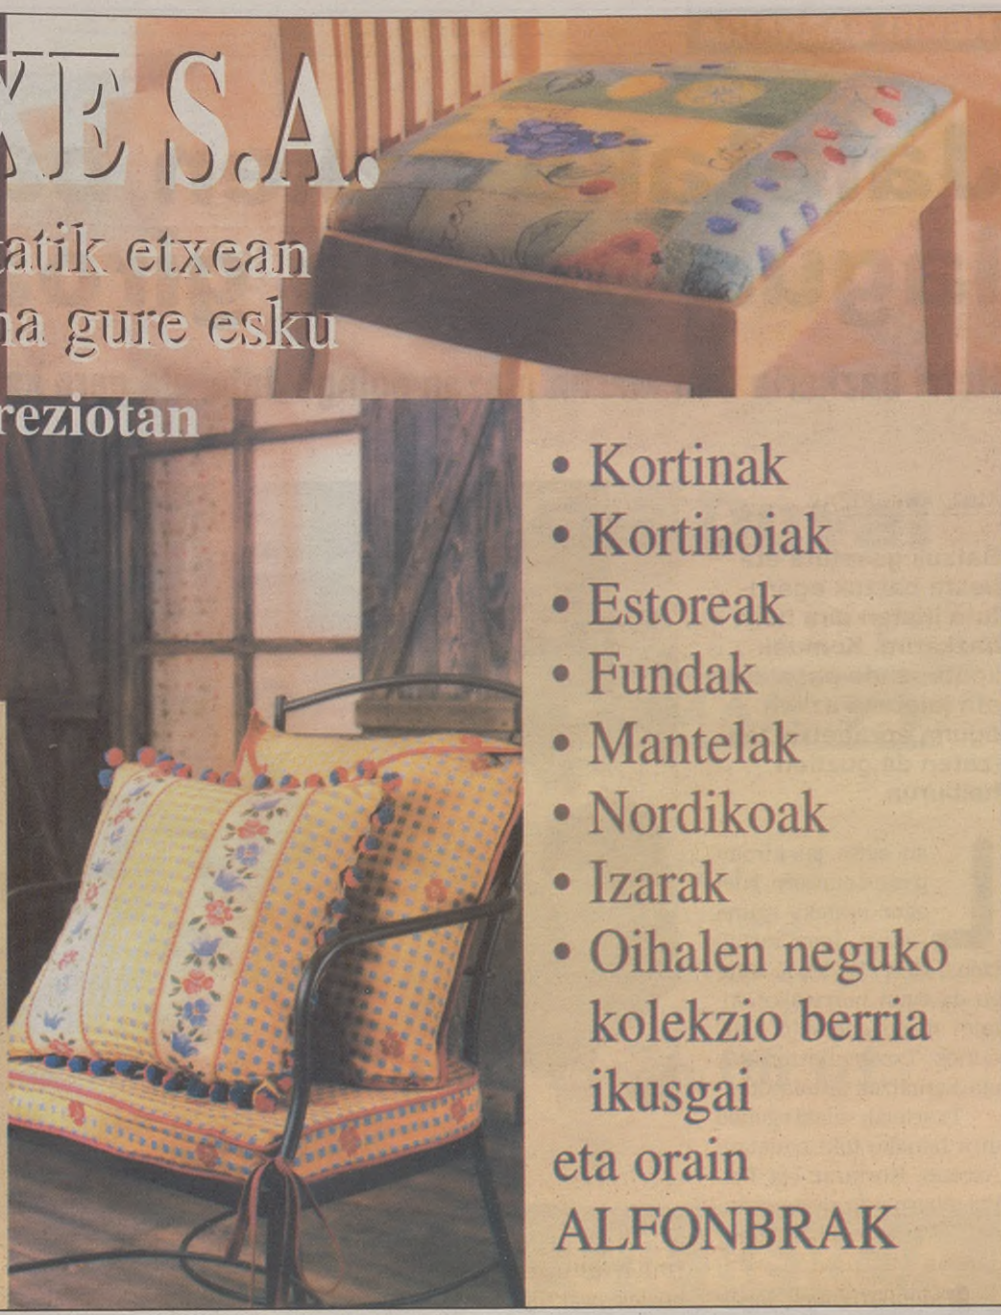 XE S.A.
tatik etxean
na gure esku
reziotan
• Kortinak
• Kortinoiak
• Estoreak
• Fundak
• Mantelak
• Nordikoak
• Izarak
• Oihalen neguko
kolekzio berria
ikusgai
eta orain
ALFONBRAK